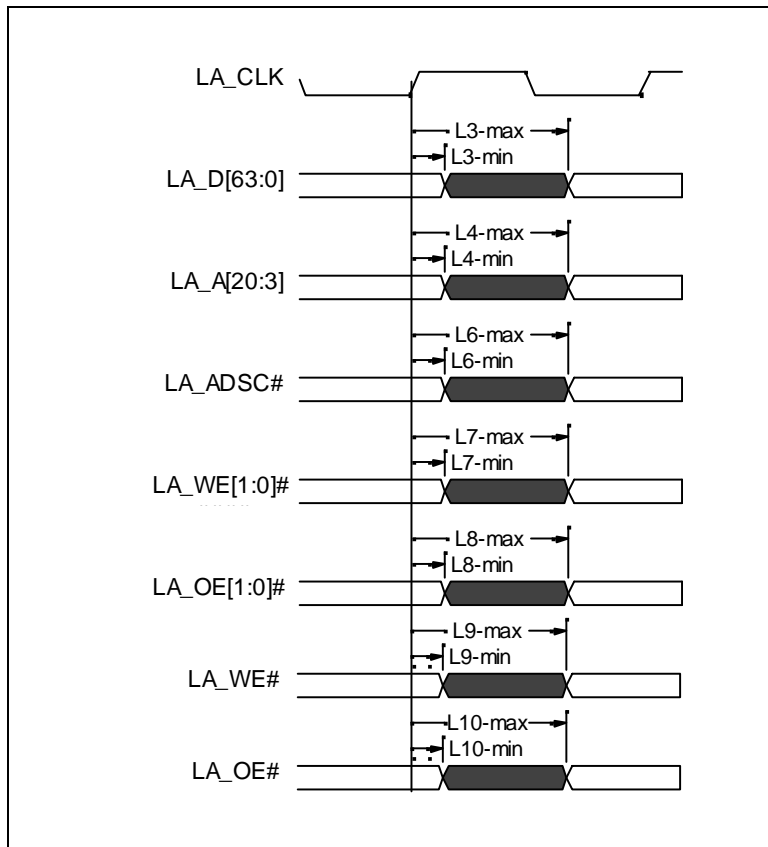 LA_CLK
L3-max
L3-min
LA_D[63:0]
L4-max
L4-min
LA_A[20:3]
L6-max
L6-min
LA_ADSC#
L7-max
L7-min
LA_WE[1:0]#
L8-max
L8-min
LA_OE[1:0]#
L9-max
L9-min
LA_WE#
L10-max
L10-min
LA_OE#